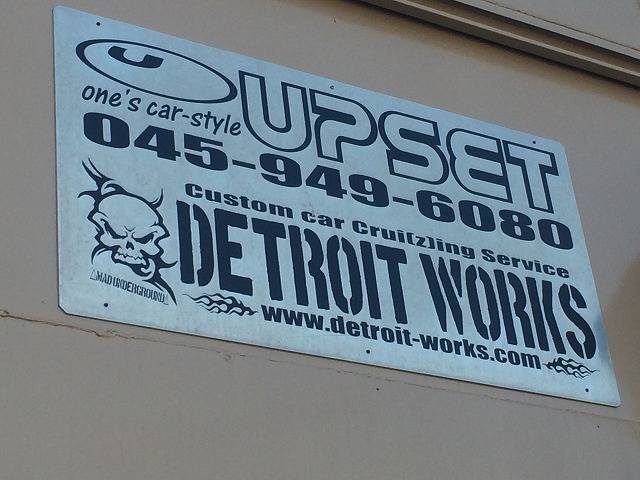 UPSET
one's car-style
045-949-6080
Custom car Crui(z)ing Service
DETROIT WORKS
MAD UNDERGROUND
www.detroit-works.com